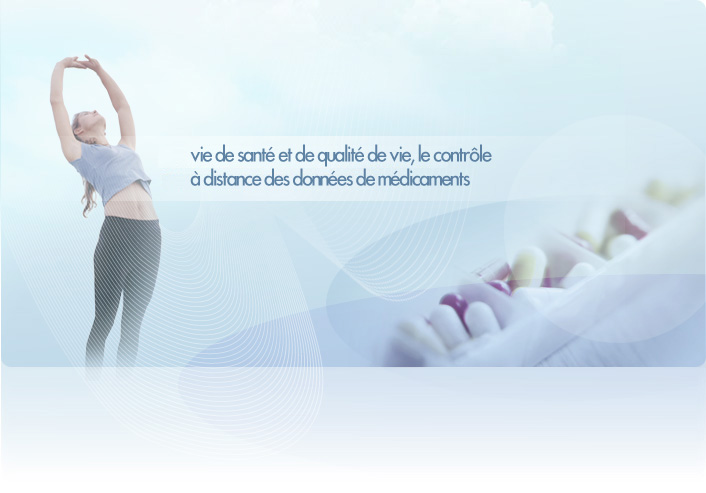 vie de santé et de qualité de vie, le contrôle
à distance des données de médicaments